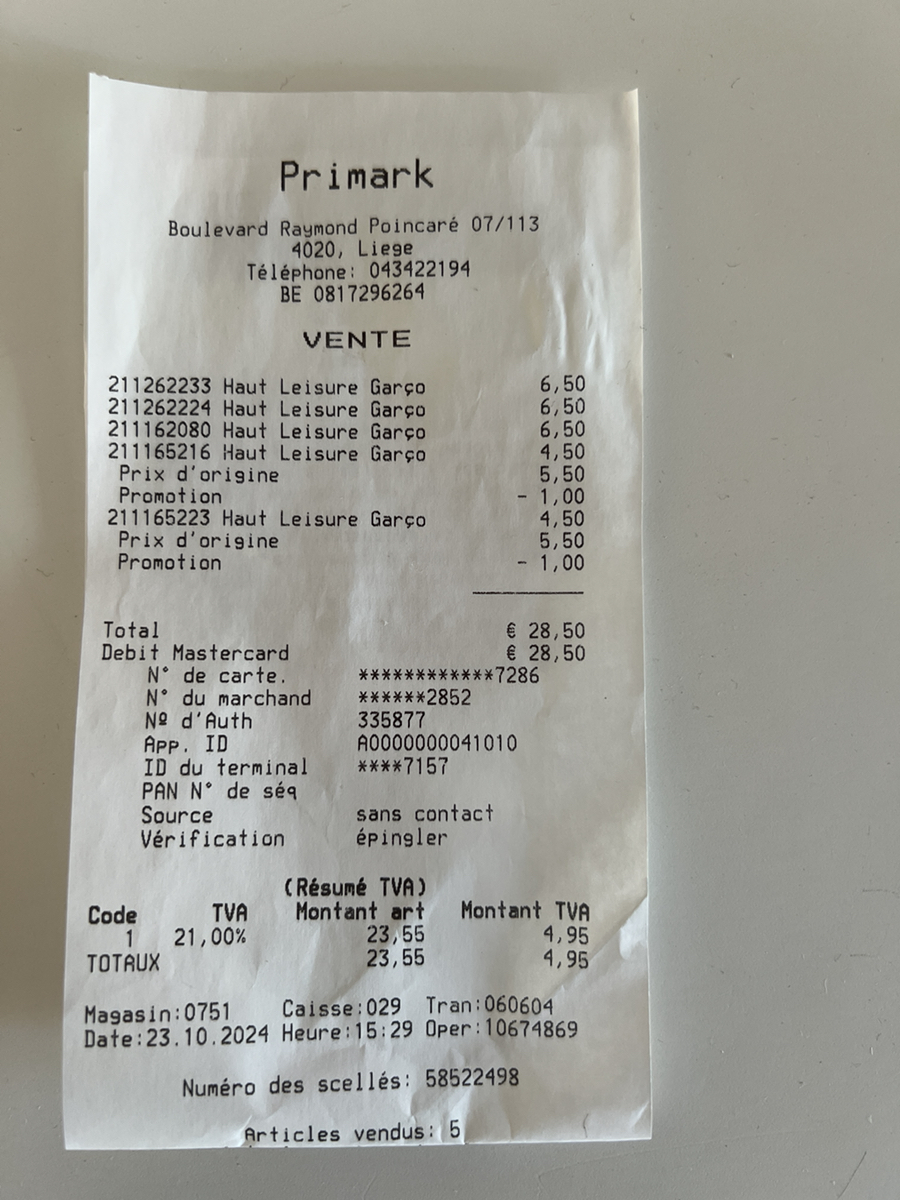 Primark
Boulevard Raymond Poincaré 07/113
4020, Liege
Téléphone: 043422194
BE 0817296264
VENTE
211262233 Haut Leisure Garço 6,50
211262224 Haut Leisure Garço 6,50
211162080 Haut Leisure Garço 6,50
211165216 Haut Leisure Garço 4,50
Prix d'origine 5,50
Promotion - 1,00
211165223 Haut Leisure Garço 4,50
Prix d'origine 5,50
Promotion - 1,00
Total € 28,50
Debit Mastercard € 28,50
N° de carte. ************7286
N° du marchand ******2852
Nº d'Auth 335877
App. ID A0000000041010
ID du terminal ****7157
PAN N° de séq
Source sans contact
Vérification épingler
(Résumé TVA)
Code TVA Montant art Montant TVA
1 21,00% 23,55 4,95
TOTAUX 23,55 4,95
Magasin:0751 Caisse:029 Tran:060604
Date:23.10.2024 Heure:15:29 Oper:10674869
Numéro des scellés: 58522498
Articles vendus: 5